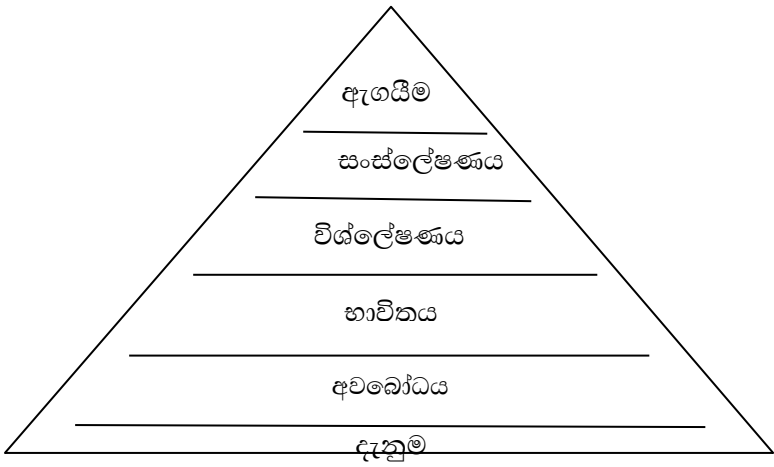 ඇගයීම
සංස්ලේෂණය
විශ්ලේෂණය
භාවිතය
අවබෝධය
දැනුම